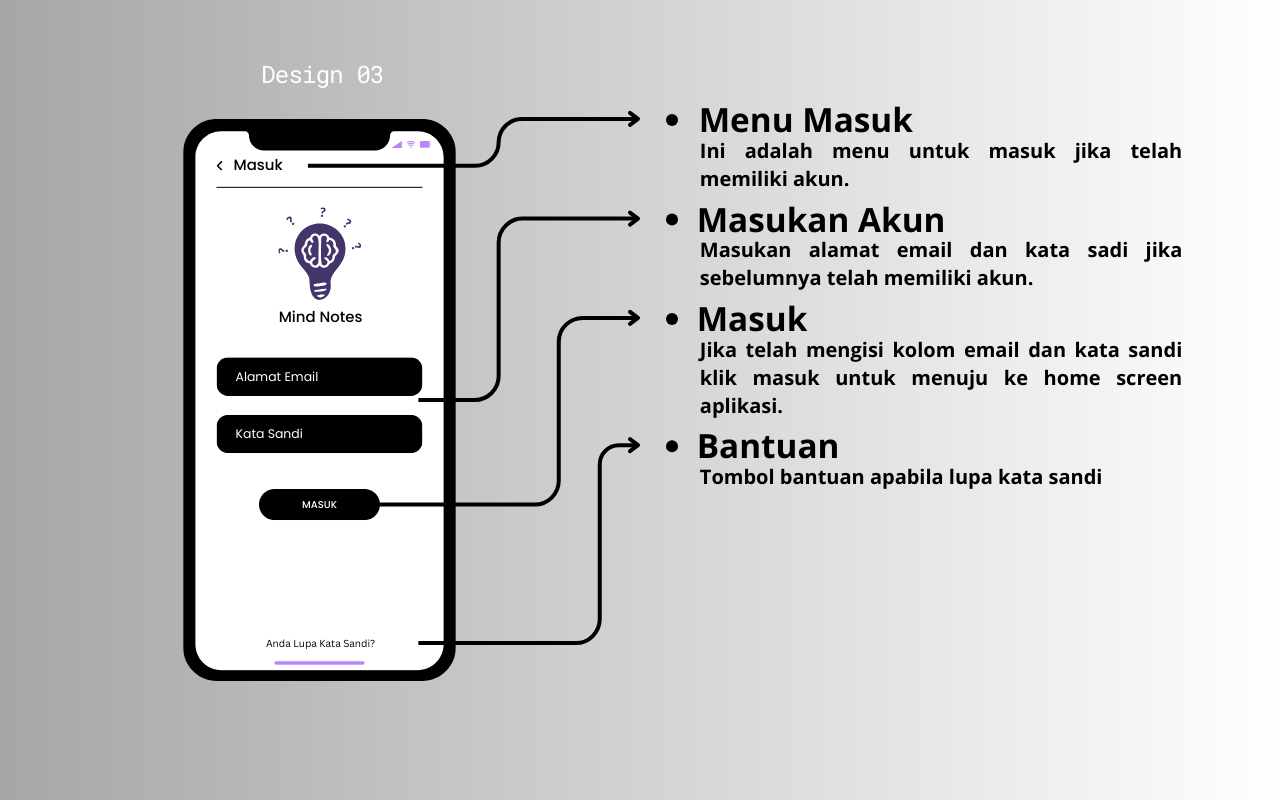 Design 03
Masuk
? ? ? ? ?
Mind Notes
Alamat Email
Kata Sandi
MASUK
Anda Lupa Kata Sandi?
• Menu Masuk
Ini adalah menu untuk masuk jika telah
memiliki akun.
• Masukan Akun
Masukan alamat email dan kata sadi jika
sebelumnya telah memiliki akun.
• Masuk
Jika telah mengisi kolom email dan kata sandi
klik masuk untuk menuju ke home screen
aplikasi.
• Bantuan
Tombol bantuan apabila lupa kata sandi